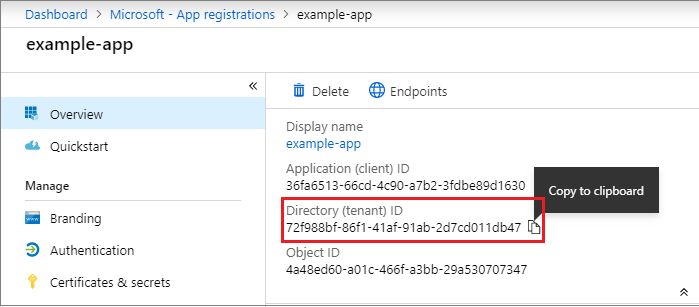 Dashboard > Microsoft - App registrations > example-app
example-app
«
Delete
Endpoints
Overview
Quickstart
Manage
Branding
Authentication
Certificates & secrets
Display name
example-app
Application (client) ID
36fa6513-66cd-4c90-a7b2-3fdbe89d1630
Copy to clipboard
Directory (tenant) ID
72f988bf-86f1-41af-91ab-2d7cd011db47
Object ID
4a48ed60-a01c-466f-a3bb-29a530707347